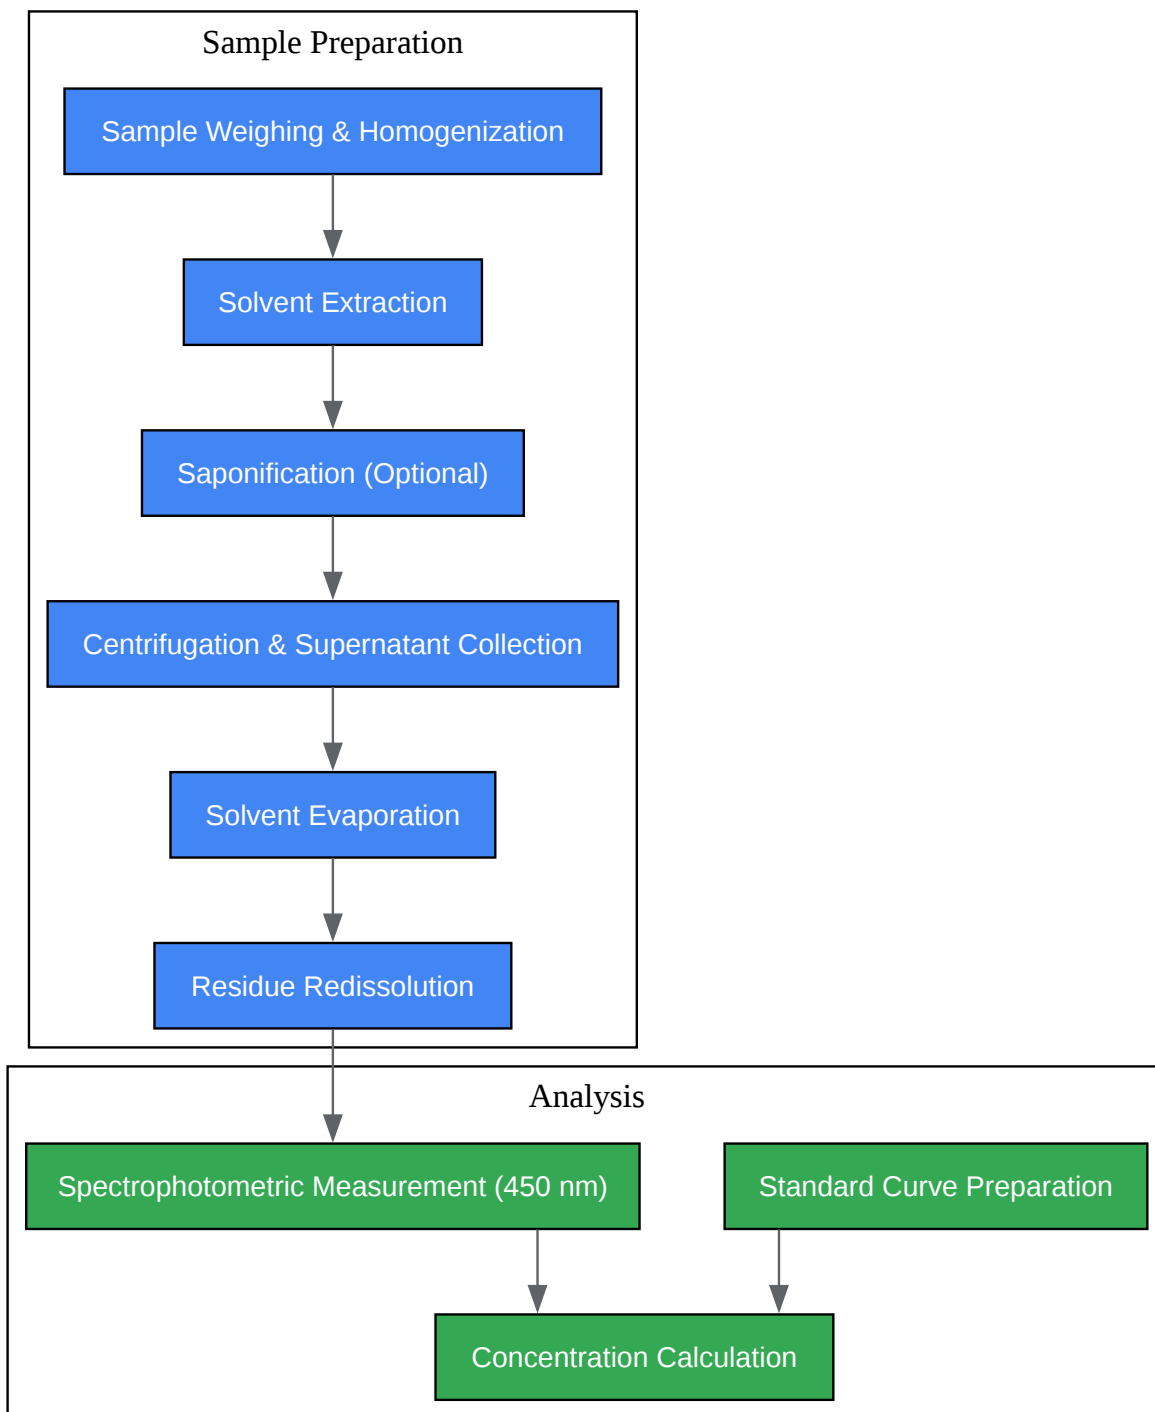 Sample Preparation
Sample Weighing & Homogenization
Solvent Extraction
Saponification (Optional)
Centrifugation & Supernatant Collection
Solvent Evaporation
Residue Redissolution
Analysis
Spectrophotometric Measurement (450 nm)
Standard Curve Preparation
Concentration Calculation